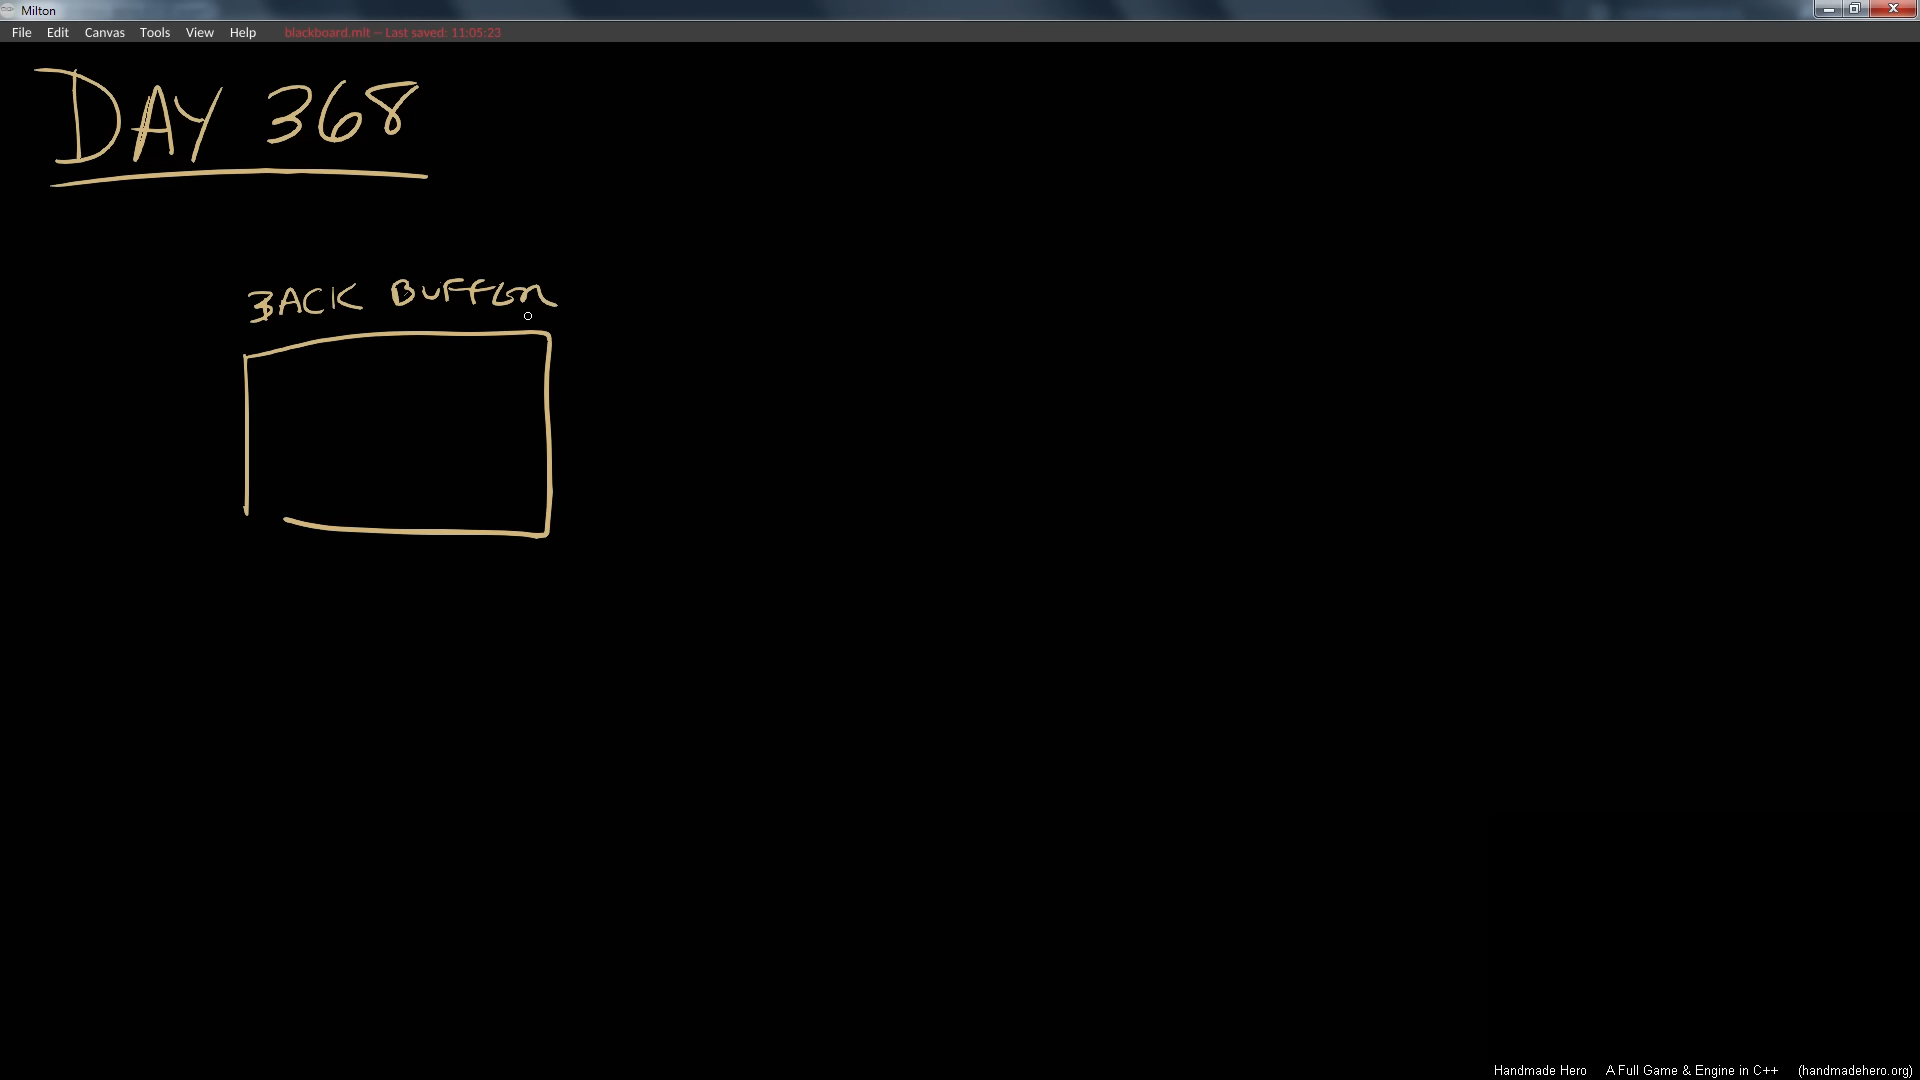 Milton
File Edit Canvas Tools View Help blackboard.mlt -- Last saved: 11:05:23
DAY 368
BACK BUFFER
Handmade Hero A Full Game & Engine in C++ (handmadehero.org)